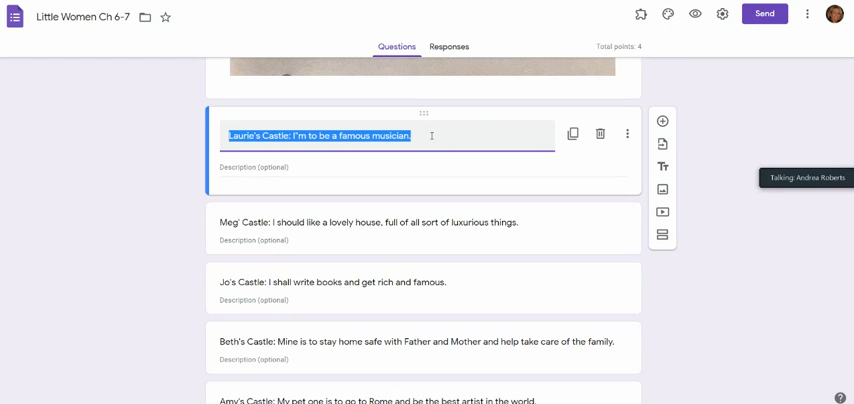 Little Women Ch 6-7
Send
Questions
Responses
Total points: 4
Laurie's Castle: I"m to be a famous musician.
Description (optional)
Talking: Andrea Roberts
Meg' Castle: I should like a lovely house, full of all sort of luxurious things.
Description (optional)
Jo's Castle: I shall write books and get rich and famous.
Description (optional)
Beth's Castle: Mine is to stay home safe with Father and Mother and help take care of the family.
Description (optional)
Amy's Castle: My pet one is to go to Rome and be the best artist in the world.